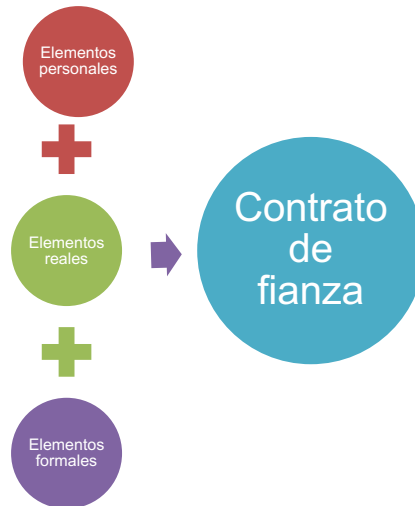 Elementos
personales
Elementos
reales
Elementos
formales
Contrato
de
fianza